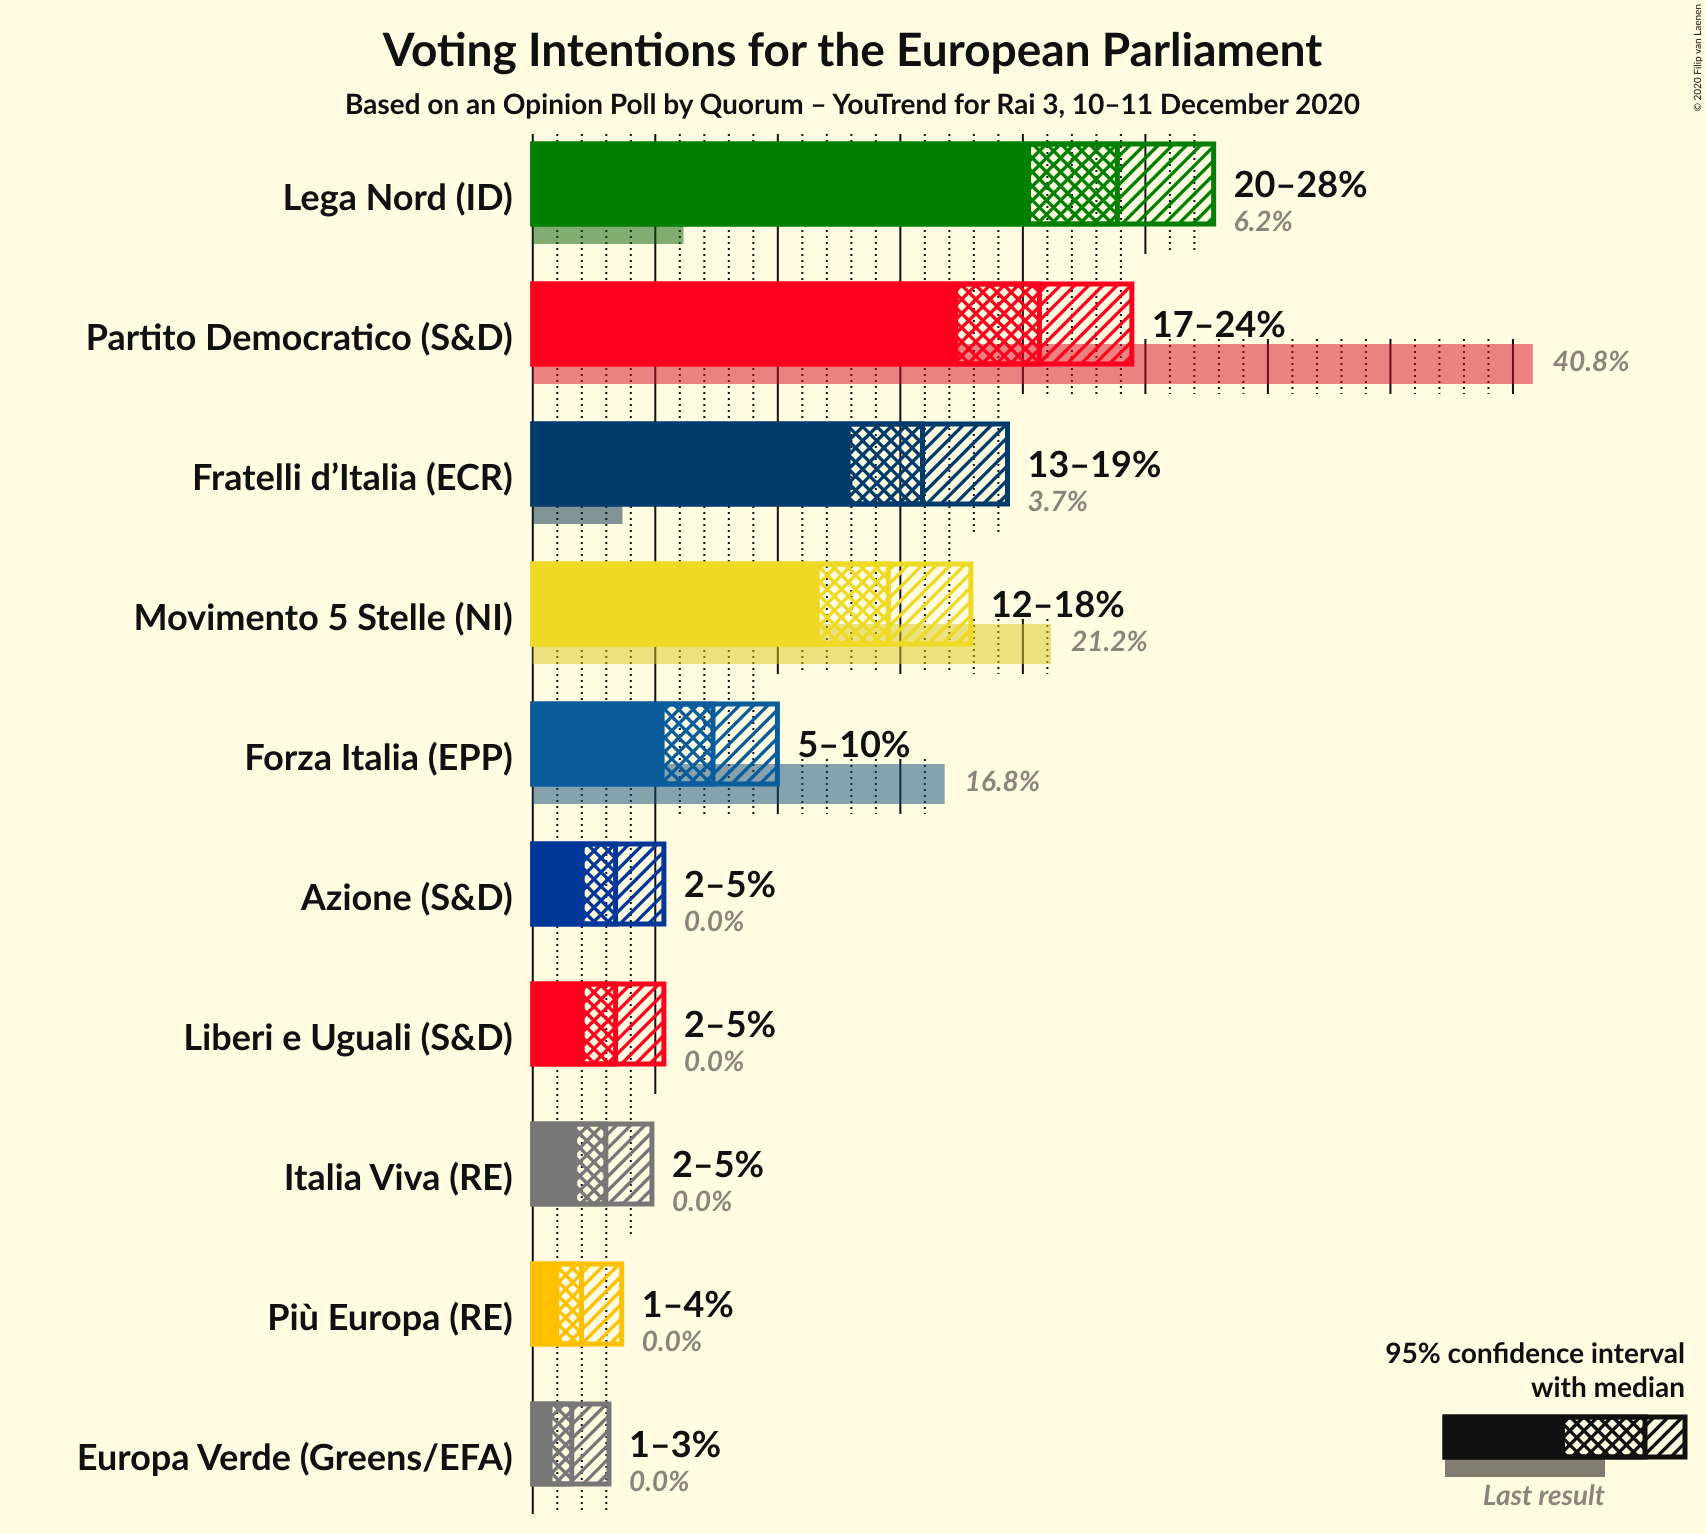 Voting Intentions for the European Parliament
Based on an Opinion Poll by Quorum – YouTrend for Rai 3, 10–11 December 2020
© 2020 Filip van Laenen
Lega Nord (ID)
20–28%
6.2%
Partito Democratico (S&D)
17–24%
40.8%
Fratelli d’Italia (ECR)
13–19%
3.7%
Movimento 5 Stelle (NI)
12–18%
21.2%
Forza Italia (EPP)
5–10%
16.8%
Azione (S&D)
2–5%
0.0%
Liberi e Uguali (S&D)
2–5%
0.0%
Italia Viva (RE)
2–5%
0.0%
Più Europa (RE)
1–4%
0.0%
Europa Verde (Greens/EFA)
1–3%
0.0%
95% confidence interval
with median
Last result